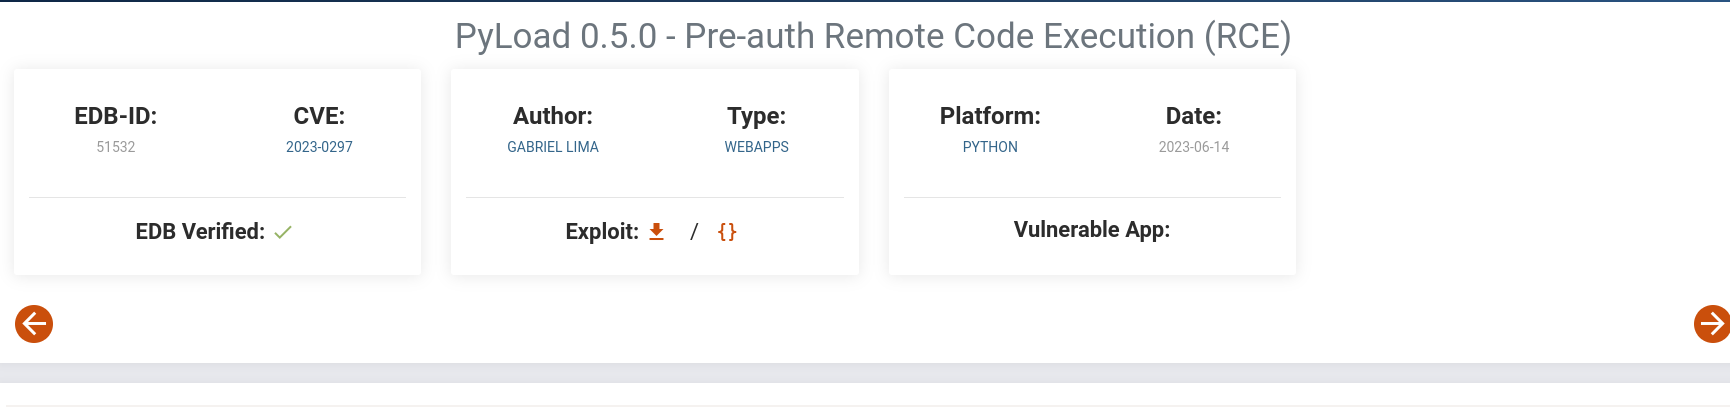 PyLoad 0.5.0 - Pre-auth Remote Code Execution (RCE)
EDB-ID:
51532
CVE:
2023-0297
EDB Verified:
Author:
GABRIEL LIMA
Type:
WEBAPPS
Exploit: / {}
Platform:
PYTHON
Date:
2023-06-14
Vulnerable App: